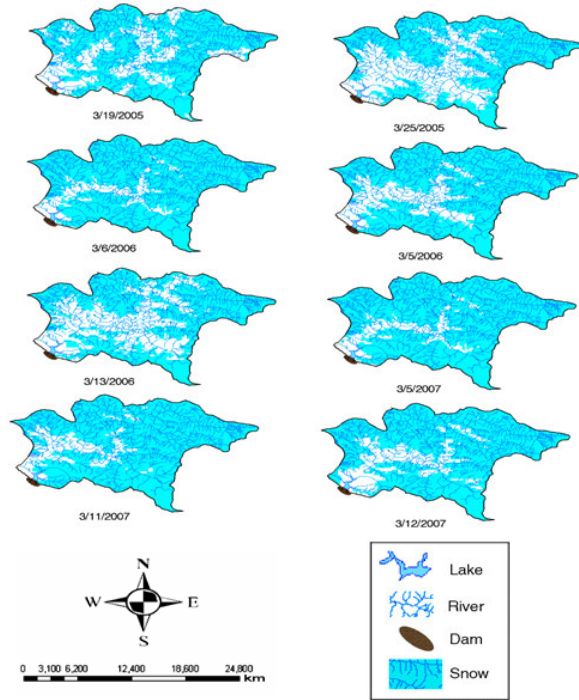 3/19/2005
3/25/2005
3/6/2006
3/5/2006
3/13/2006
3/5/2007
3/11/2007
3/12/2007
N
W E
S
0 3,100 6,200 12,400 18,600 24,800
km
Lake
River
Dam
Snow